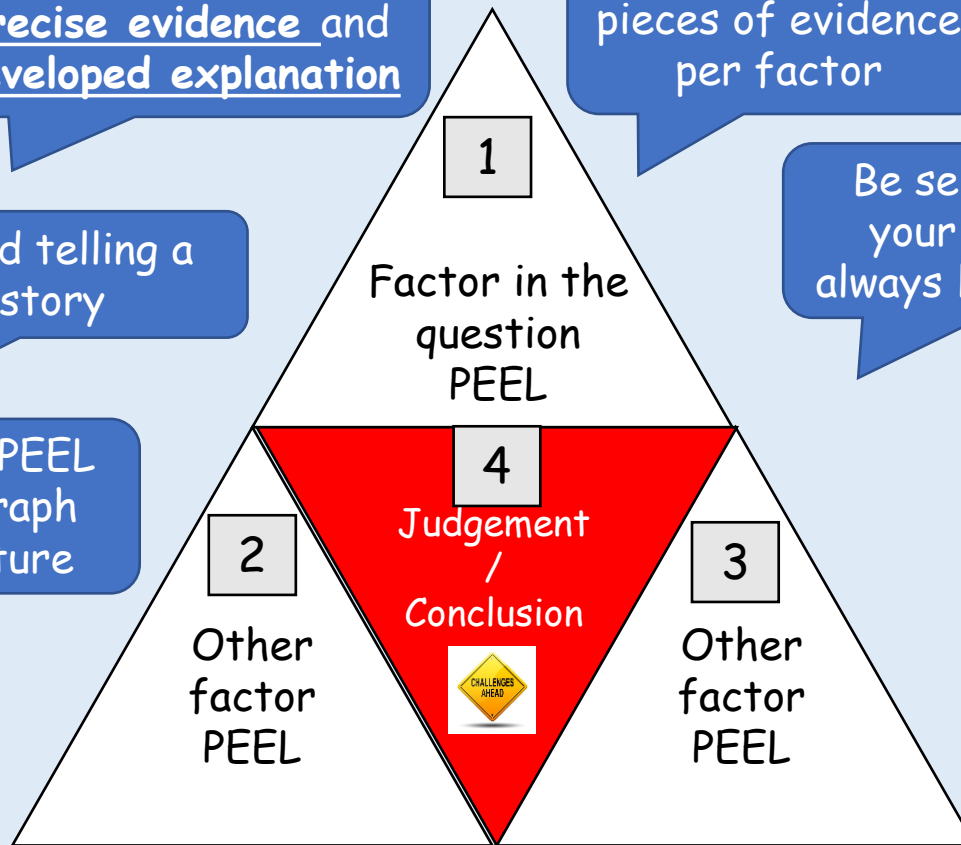 recise evidence and
veloped explanation
pieces of evidence
per factor
1
Be se
your
always
d telling a
story
Factor in the
question
PEEL
PEEL
raph
ture
4
Judgement
/
Conclusion
CHALLENGES
AHEAD
2
Other
factor
PEEL
3
Other
factor
PEEL